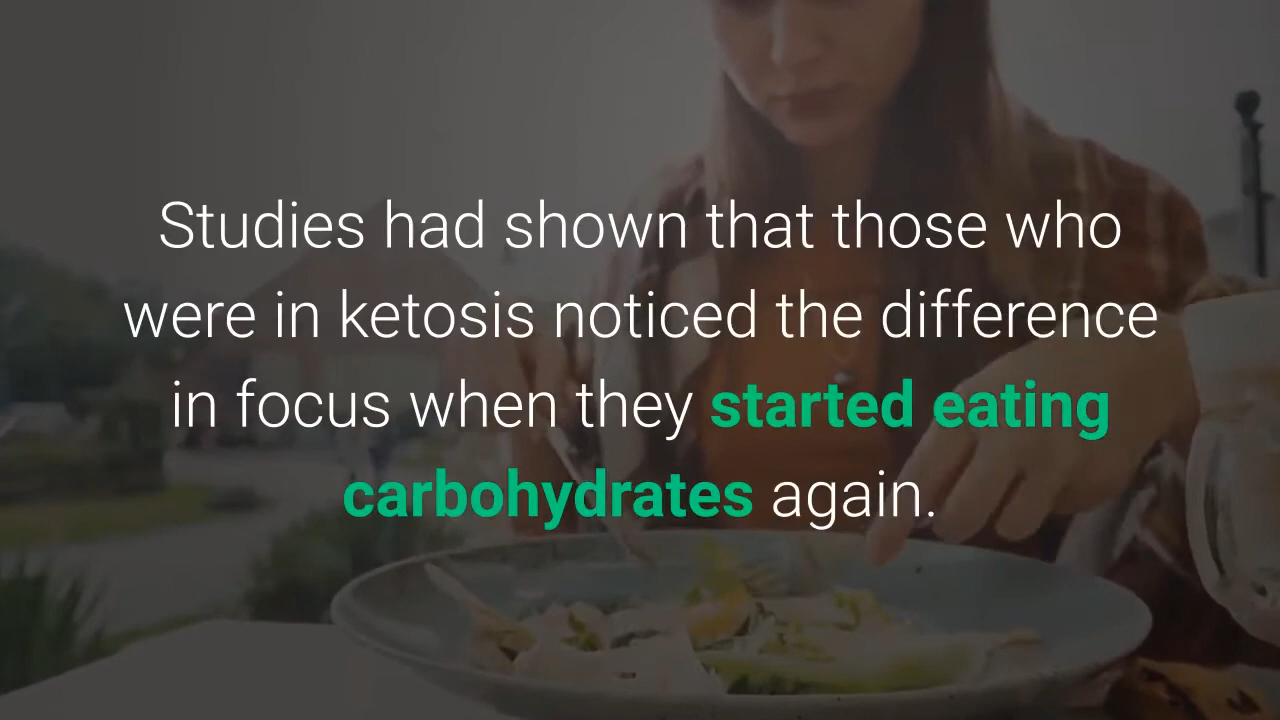 Studies had shown that those who
were in ketosis noticed the difference
in focus when they started eating
carbohydrates again.